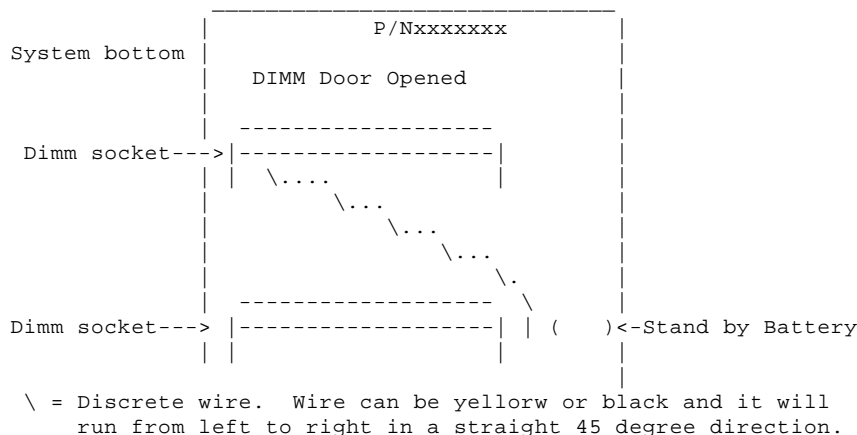 P/Nxxxxxxx
System bottom
DIMM Door Opened
Dimm socket--->
Dimm socket--->
( )<-Stand by Battery
\ = Discrete wire. Wire can be yellorw or black and it will
run from left to right in a straight 45 degree direction.